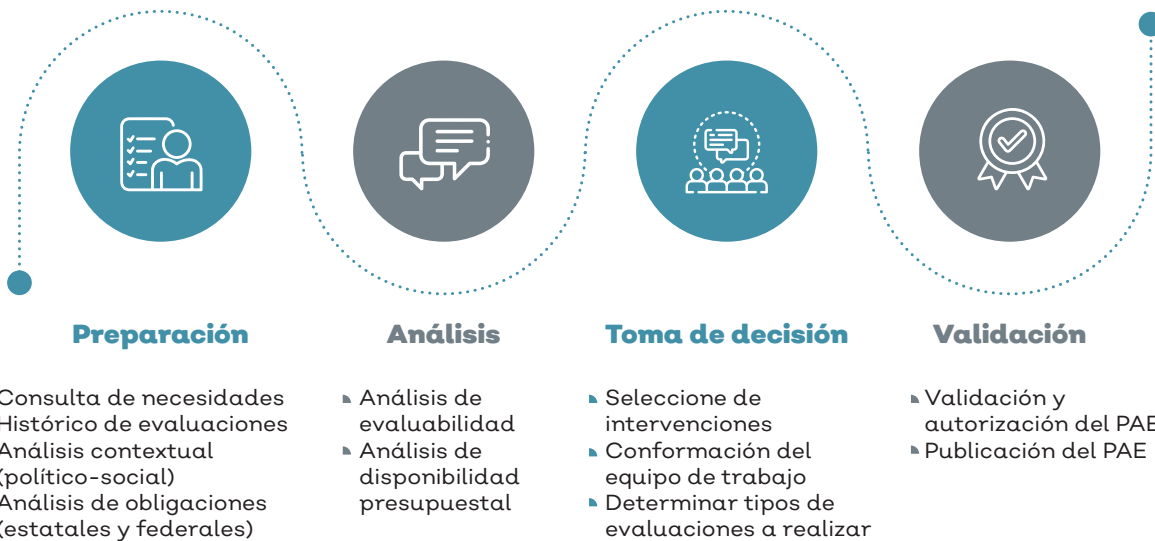 Preparación
Consulta de necesidades
Histórico de evaluaciones
Análisis contextual
(político-social)
Análisis de obligaciones
(estatales y federales)
Análisis
Análisis de
evaluabilidad
Análisis de
disponibilidad
presupuestal
Toma de decisión
Seleccione de
intervenciones
Conformación del
equipo de trabajo
Determinar tipos de
evaluaciones a realizar
Validación
Validación y
autorización del PAE
Publicación del PAE